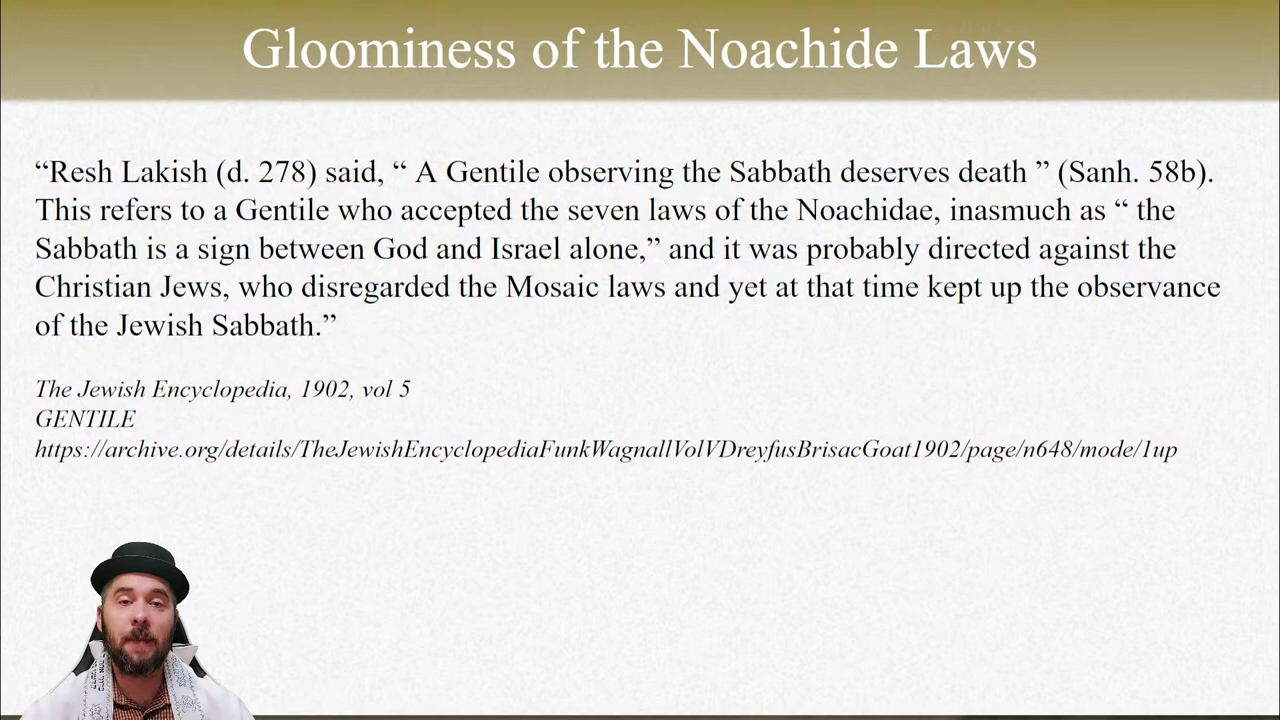 Gloominess of the Noachide Laws
“Resh Lakish (d. 278) said, “ A Gentile observing the Sabbath deserves death ” (Sanh. 58b).
This refers to a Gentile who accepted the seven laws of the Noachidae, inasmuch as “ the
Sabbath is a sign between God and Israel alone,” and it was probably directed against the
Christian Jews, who disregarded the Mosaic laws and yet at that time kept up the observance
of the Jewish Sabbath.”
The Jewish Encyclopedia, 1902, vol 5
GENTILE
https://archive.org/details/TheJewishEncyclopediaFunkWagnallVolVDreyfusBrisacGoat1902/page/n648/mode/1up